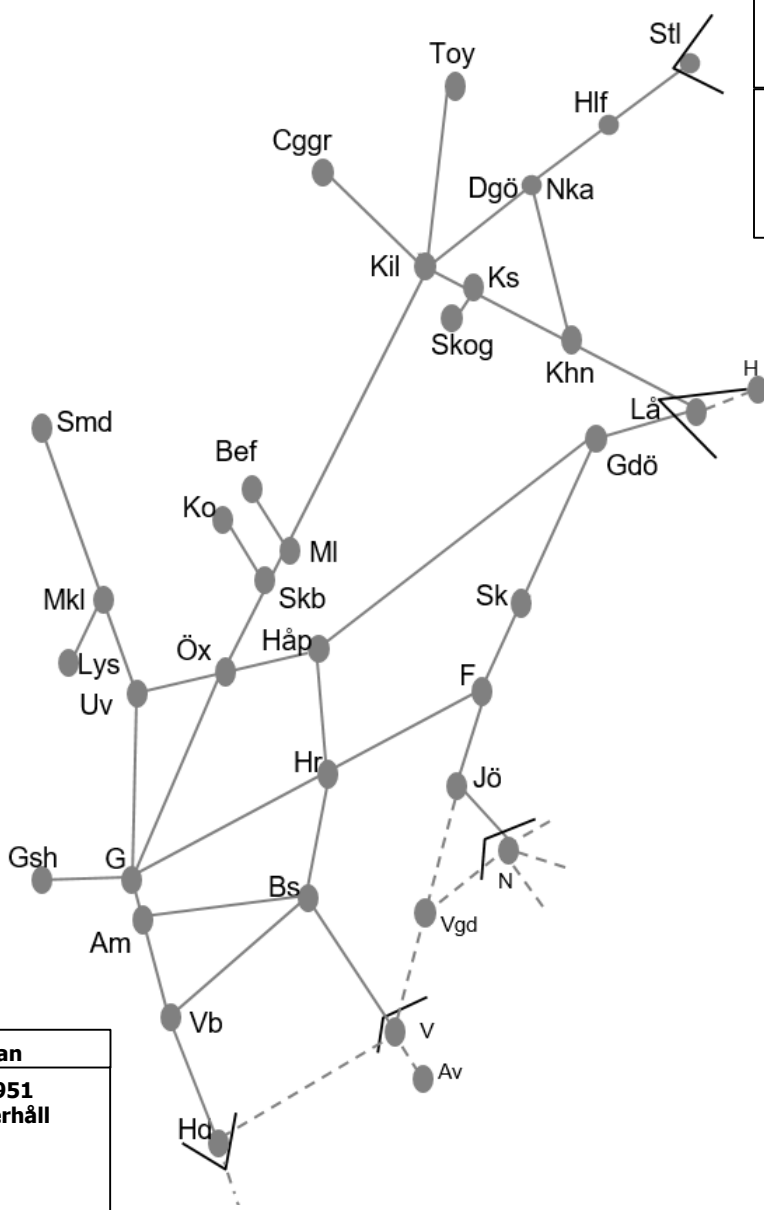 Stl
Toy
Hlf
Cggr
Dgö Nka
Kil
Ks
Skog
Khn
H
Lå
Smd
Gdö
Bef
Ko
Ml
Mkl
Skb
Sk
Håp
Öx
Lys
Uv
F
Hr
Jö
Gsh
G
Bs
N
Am
Vgd
Vb
V
an
Av
951
erhåll
Hd